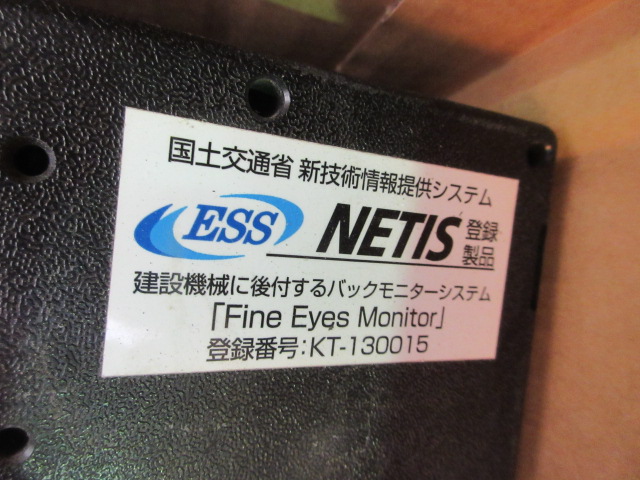 国土交通省 新技術情報提供システム
ESS NETIS 登録
製品
建設機械に後付するバックモニターシステム
「Fine Eyes Monitor」
登録番号:KT-130015